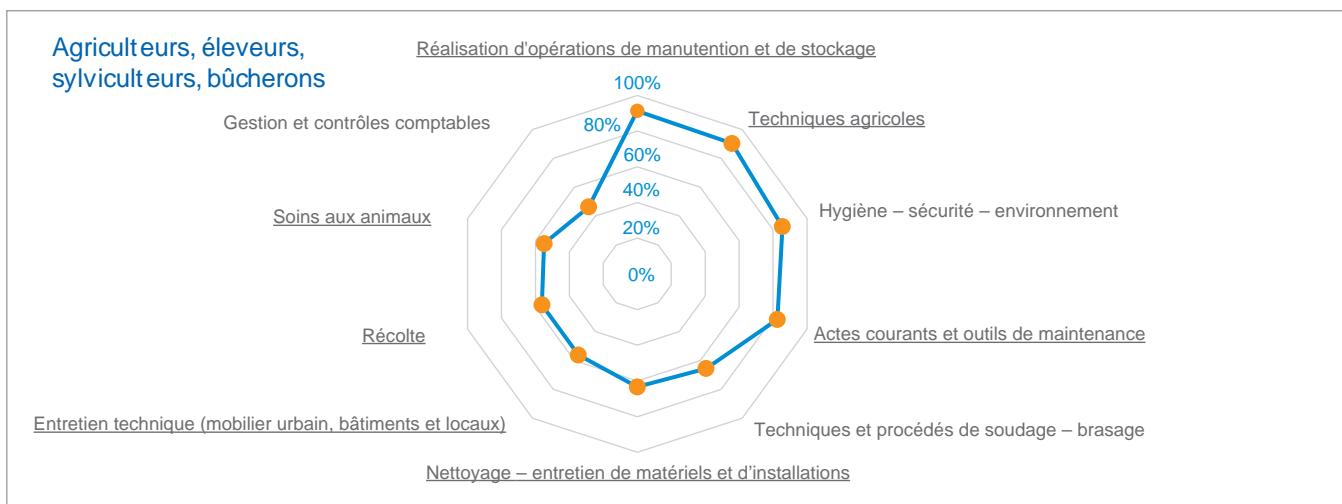 Agriculteurs, éleveurs,
sylviculteurs, bûcherons
Réalisation d'opérations de manutention et de stockage
100%
80%
60%
40%
20%
0%
Techniques agricoles
Hygiène – sécurité – environnement
Actes courants et outils de maintenance
Techniques et procédés de soudage – brasage
Nettoyage – entretien de matériels et d’installations
Entretien technique (mobilier urbain, bâtiments et locaux)
Récolte
Soins aux animaux
Gestion et contrôles comptables